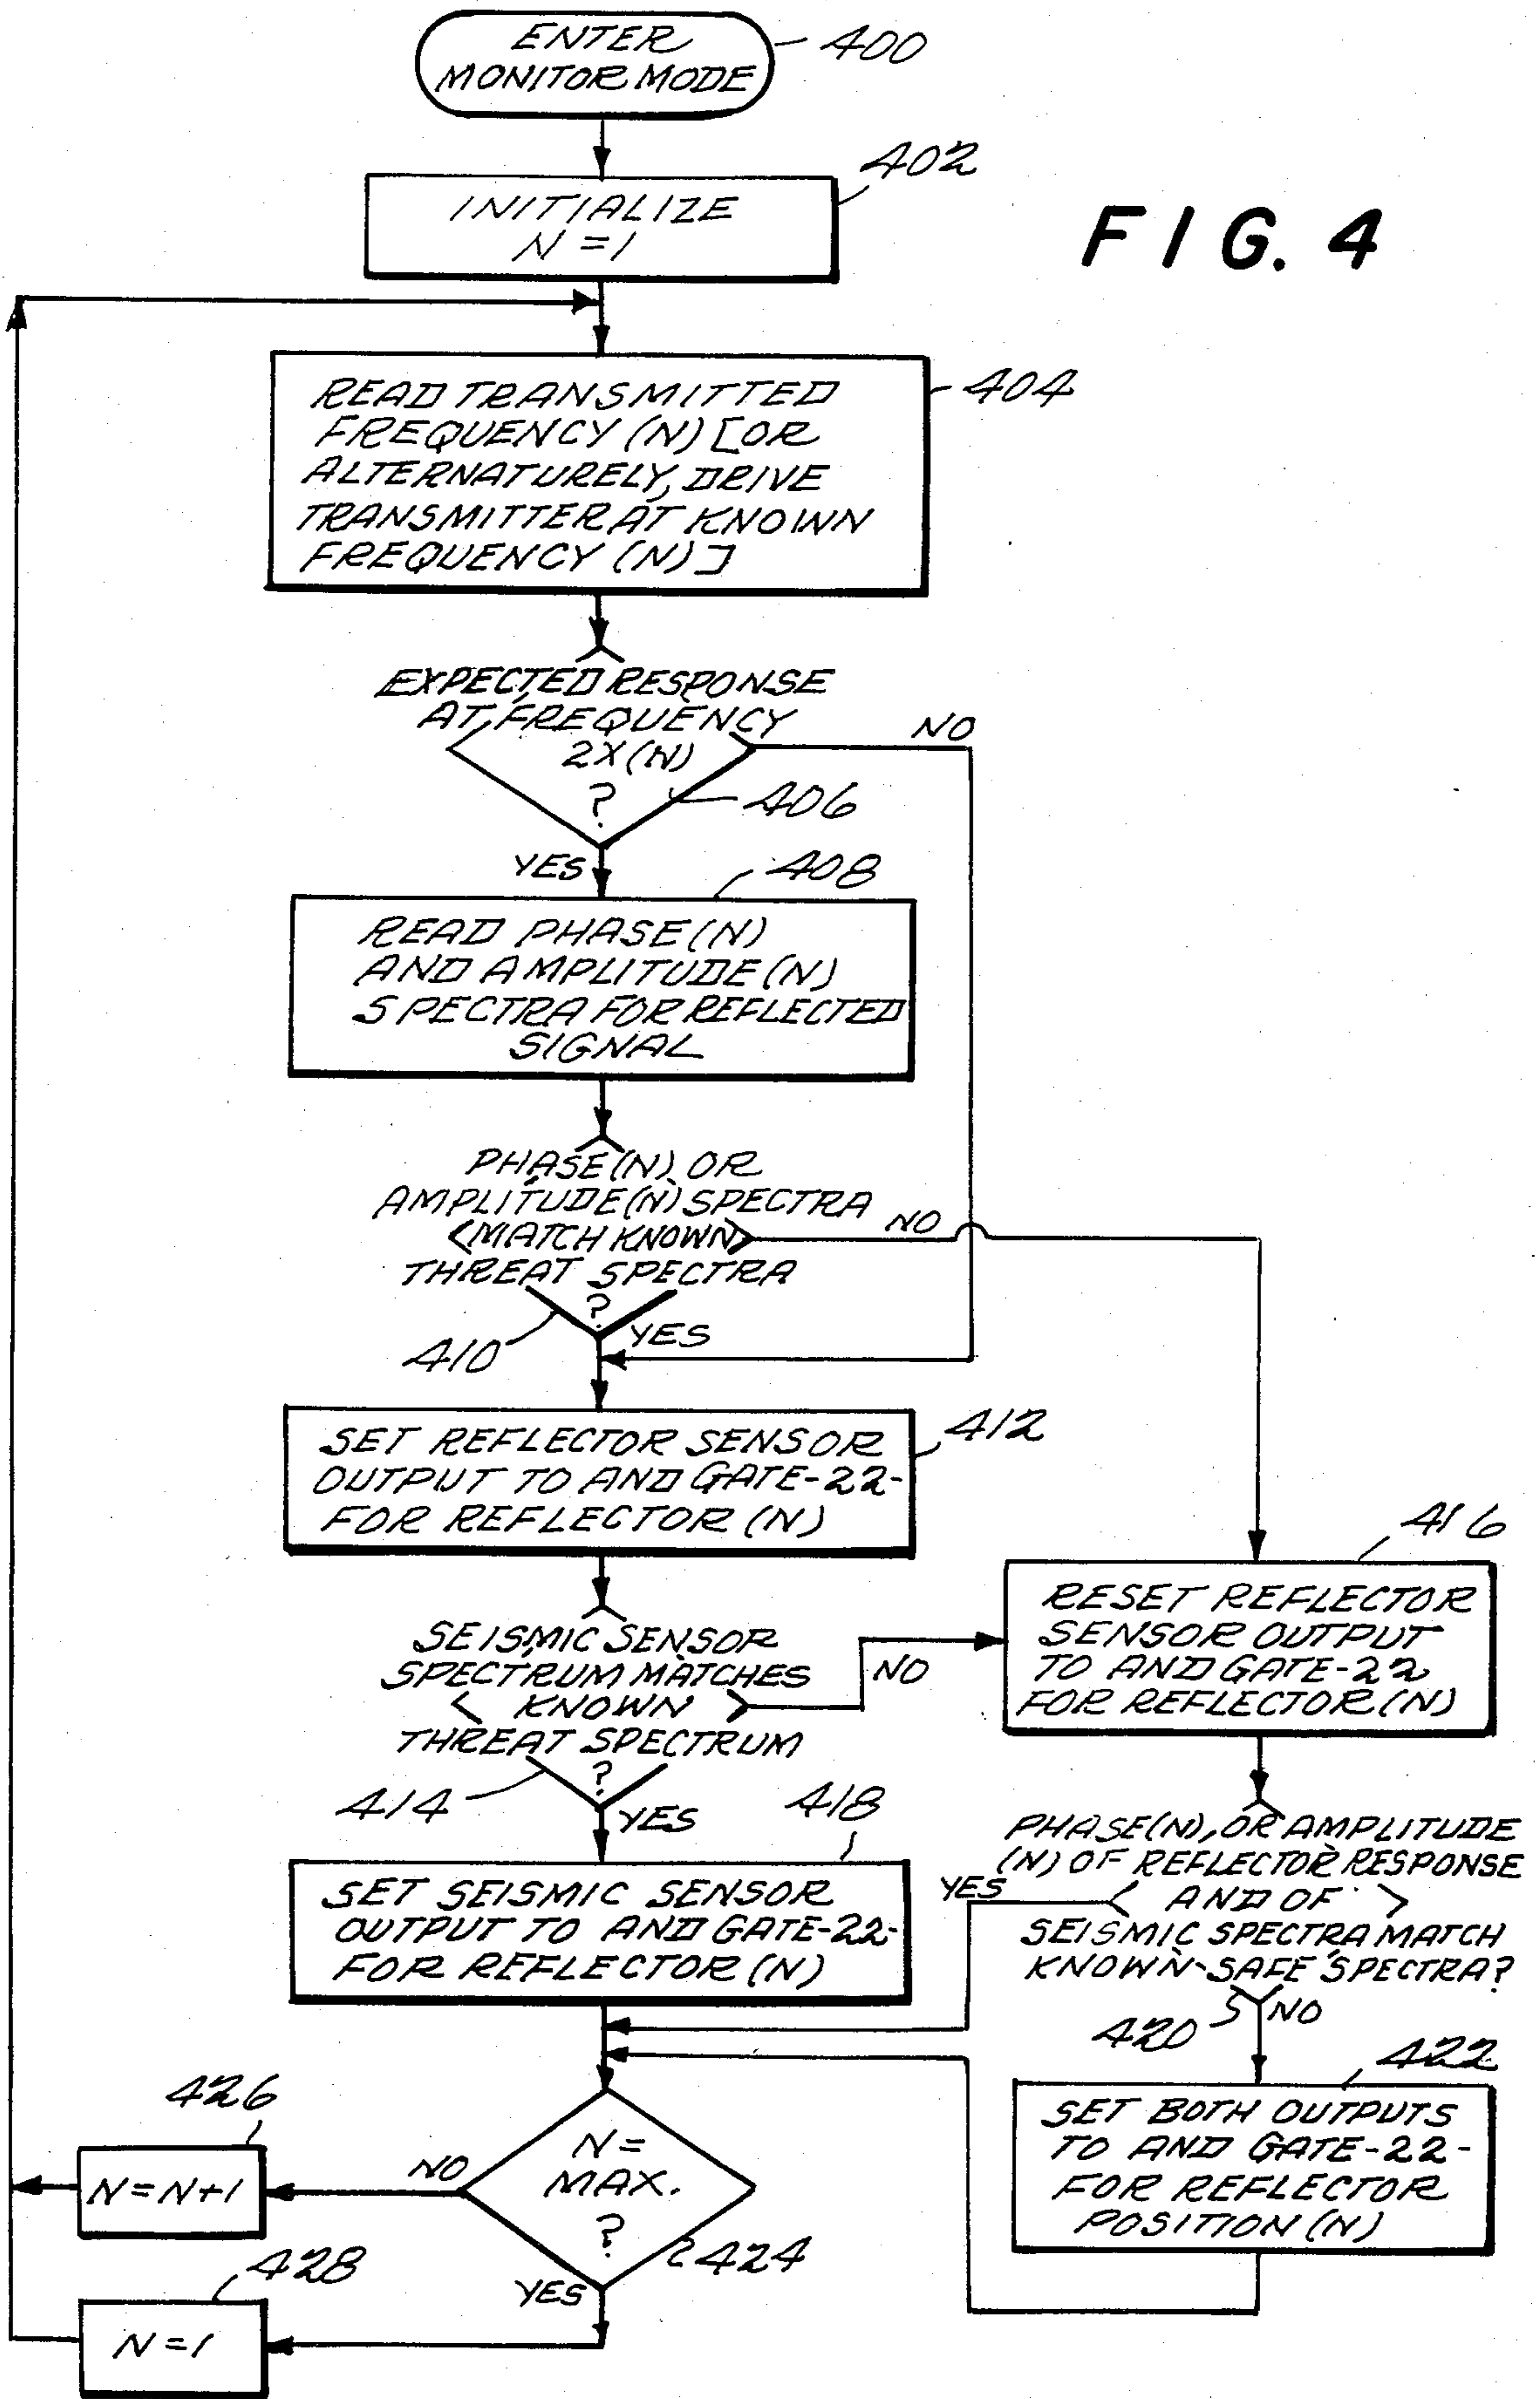 ENTER
MONITOR MODE
400
402
INITIALIZE
N = 1
FIG. 4
404
READ TRANSMITTED
FREQUENCY (N) [OR
ALTERNATURELY, DRIVE
TRANSMITTER AT KNOWN
FREQUENCY (N)]
EXPECTED RESPONSE
AT FREQUENCY
2X(N)
?
NO
406
YES
408
READ PHASE(N)
AND AMPLITUDE(N)
SPECTRA FOR REFLECTED
SIGNAL
PHASE(N) OR
AMPLITUDE(N) SPECTRA
MATCH KNOWN
THREAT SPECTRA
?
NO
410
YES
412
SET REFLECTOR SENSOR
OUTPUT TO AND GATE-22-
FOR REFLECTOR (N)
416
RESET REFLECTOR
SENSOR OUTPUT
TO AND GATE-22
FOR REFLECTOR (N)
SEISMIC SENSOR
SPECTRUM MATCHES
KNOWN
THREAT SPECTRUM
?
NO
414
YES
418
SET SEISMIC SENSOR
OUTPUT TO AND GATE-22-
FOR REFLECTOR (N)
PHASE(N), OR AMPLITUDE
(N) OF REFLECTOR RESPONSE
AND OF
SEISMIC SPECTRA MATCH
KNOWN-SAFE SPECTRA?
YES
420
NO
422
SET BOTH OUTPUTS
TO AND GATE-22-
FOR REFLECTOR
POSITION (N)
N =
MAX.
?
424
NO
426
N = N+1
YES
428
N = 1